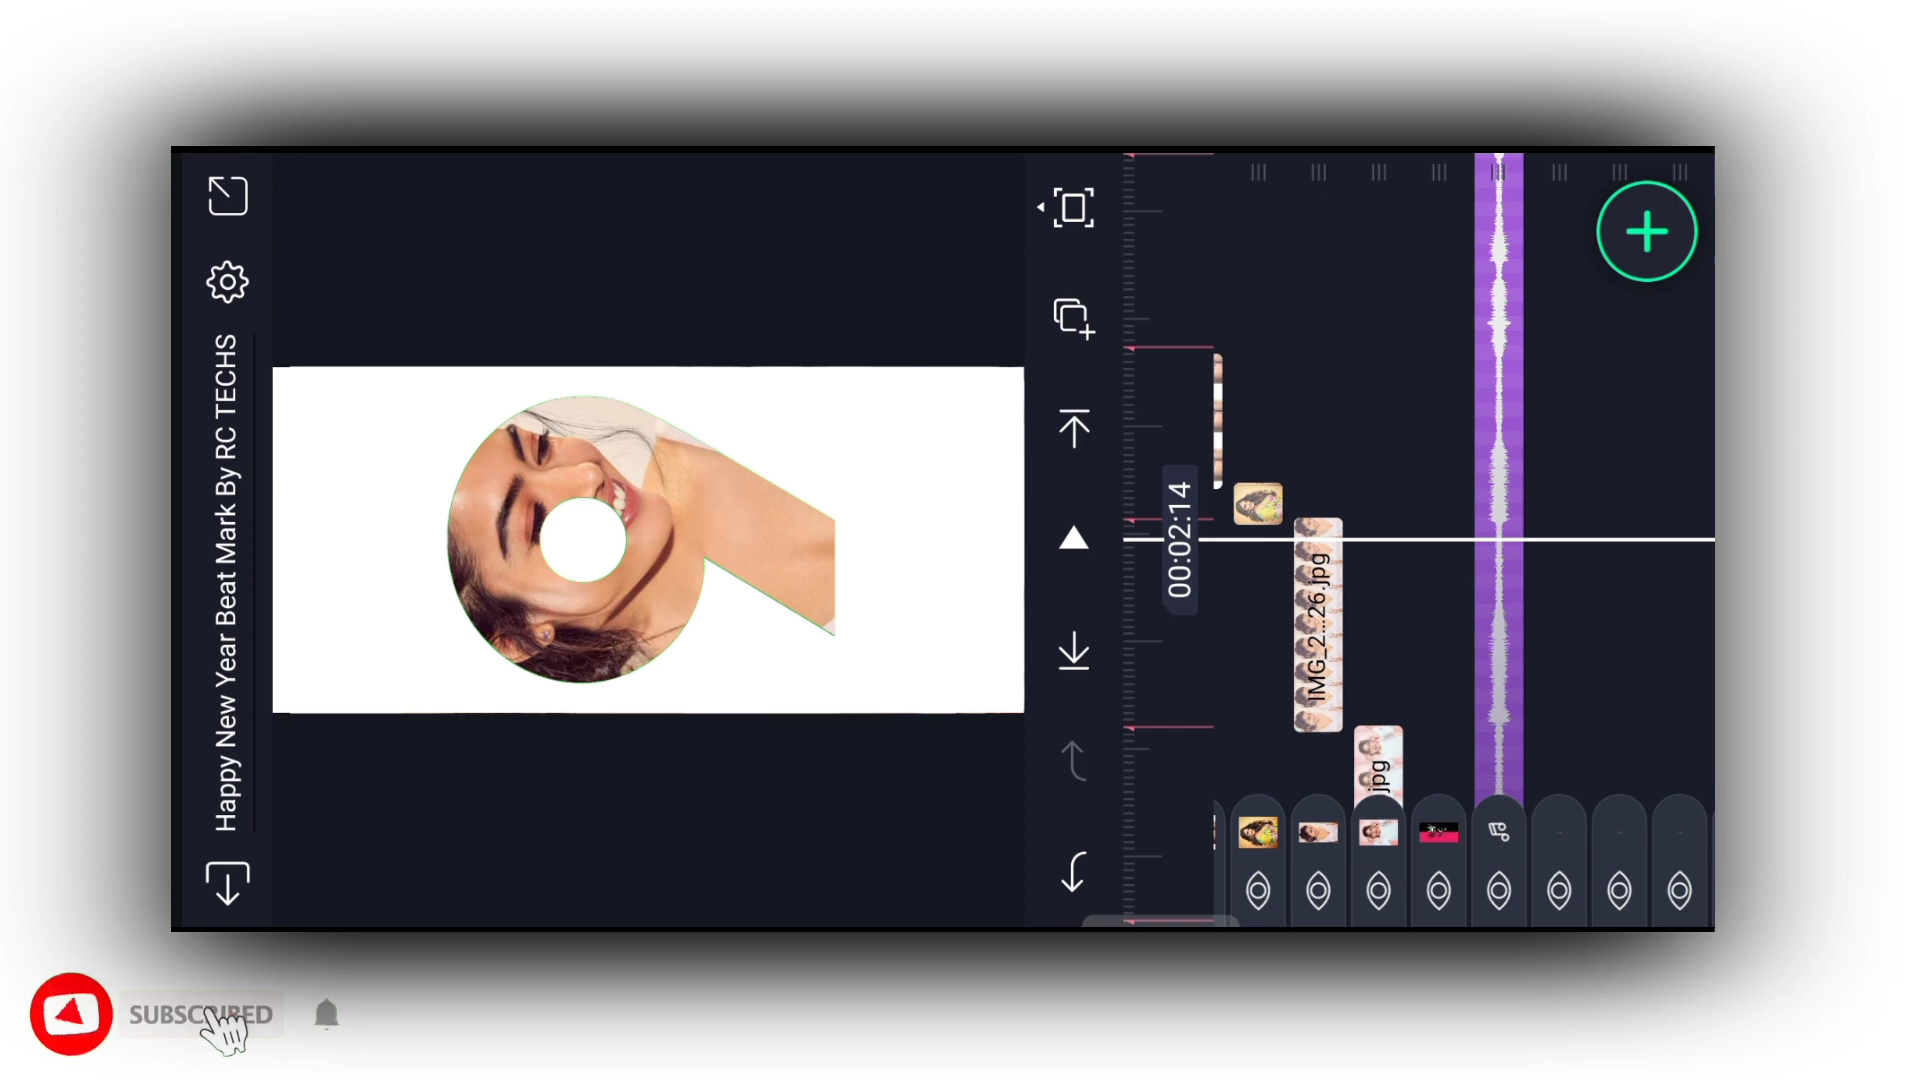 Happy New Year Beat Mark By RC TECHS
00:02:14
IMG_2...26.jpg
jpg
SUBSCRIBED